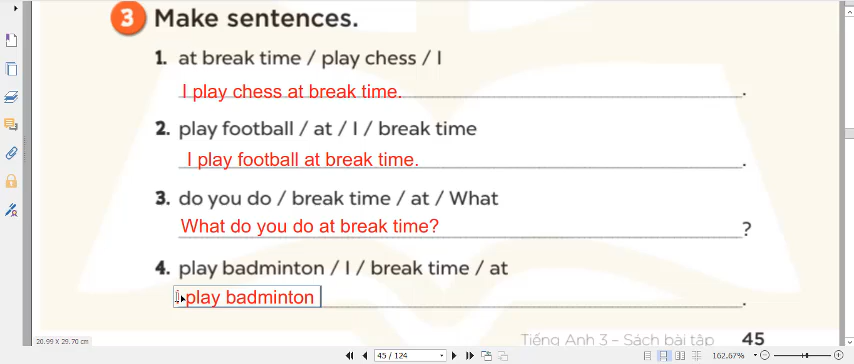 3 Make sentences.
1. at break time / play chess / I
I play chess at break time. .
2. play football / at / I / break time
I play football at break time. .
3. do you do / break time / at / What
What do you do at break time? ?
4. play badminton / I / break time / at
I play badminton .
Tiếng Anh 3 – Sách bài tập 45
20.99 X 29.70 cm
45 / 124
162.67%